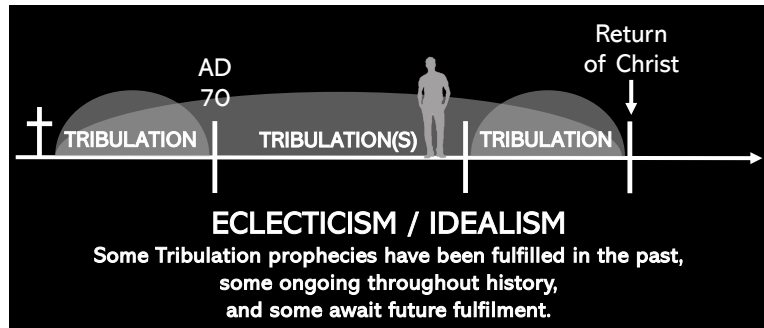 Return
of Christ
AD
70
TRIBULATION
TRIBULATION(S)
TRIBULATION
ECLECTICISM / IDEALISM
Some Tribulation prophecies have been fulfilled in the past,
some ongoing throughout history,
and some await future fulfilment.